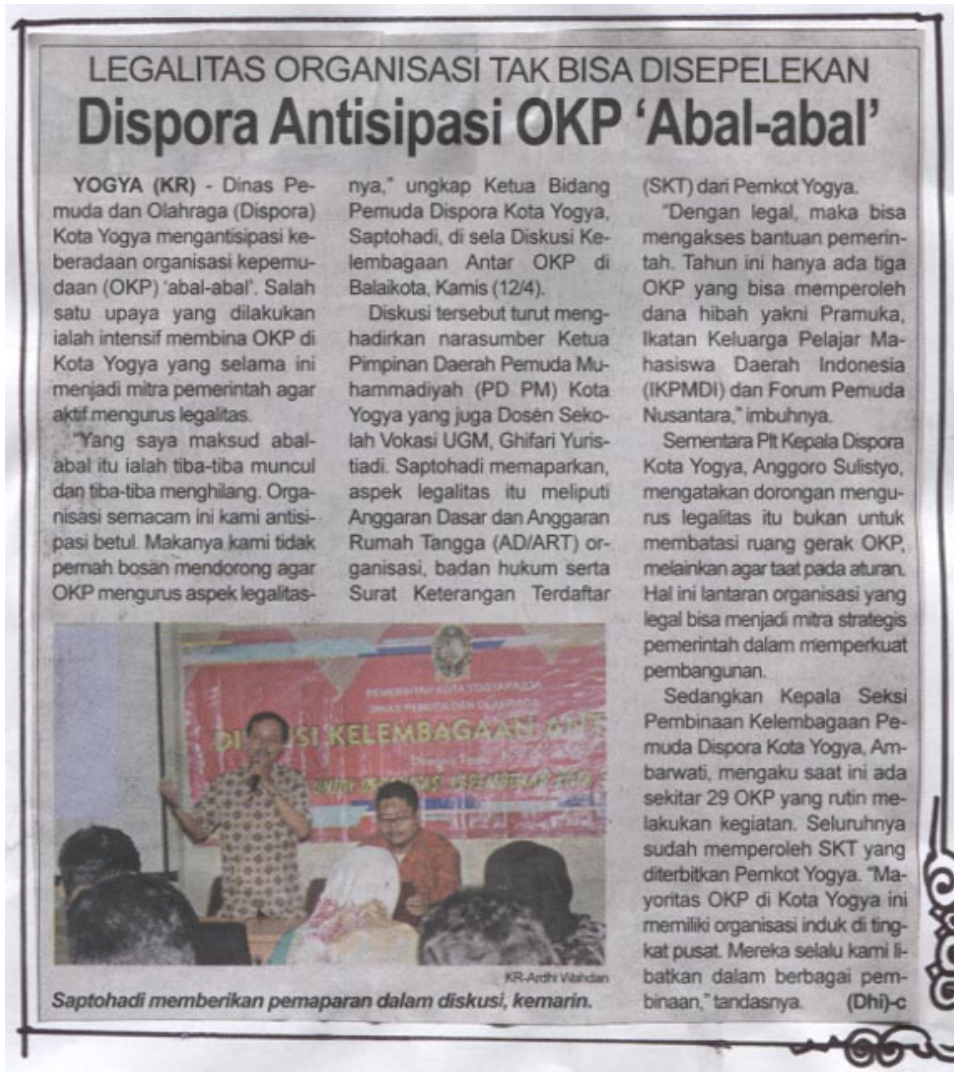 LEGALITAS ORGANISASI TAK BISA DISEPELEKAN
Dispora Antisipasi OKP 'Abal-abal'
YOGYA (KR) - Dinas Pe-
muda dan Olahraga (Dispora)
Kota Yogya mengantisipasi ke-
beradaan organisasi kepemu-
daan (OKP) 'abal-abal'. Salah
satu upaya yang dilakukan
ialah intensif membina OKP di
Kota Yogya yang selama ini
menjadi mitra pemerintah agar
aktif mengurus legalitas.
"Yang saya maksud abal-
abal itu ialah tiba-tiba muncul
dan tiba-tiba menghilang. Orga-
nisasi semacam ini kami antisi-
pasi betul. Makanya kami tidak
pernah bosan mendorong agar
OKP mengurus aspek legalitas-
nya," ungkap Ketua Bidang
Pemuda Dispora Kota Yogya,
Saptohadi, di sela Diskusi Ke-
lembagaan Antar OKP di
Balaikota, Kamis (12/4).
Diskusi tersebut turut meng-
hadirkan narasumber Ketua
Pimpinan Daerah Pemuda Mu-
hammadiyah (PD PM) Kota
Yogya yang juga Dosen Seko-
lah Vokasi UGM, Ghifari Yuris-
tiadi. Saptohadi memaparkan,
aspek legalitas itu meliputi
Anggaran Dasar dan Anggaran
Rumah Tangga (AD/ART) or-
ganisasi, badan hukum serta
Surat Keterangan Terdaftar
(SKT) dari Pemkot Yogya.
"Dengan legal, maka bisa
mengakses bantuan pemerin-
tah. Tahun ini hanya ada tiga
OKP yang bisa memperoleh
dana hibah yakni Pramuka,
Ikatan Keluarga Pelajar Ma-
hasiswa Daerah Indonesia
(IKPMDI) dan Forum Pemuda
Nusantara," imbuhnya.
Sementara Plt Kepala Dispora
Kota Yogya, Anggoro Sulistyo,
mengatakan dorongan mengu-
rus legalitas itu bukan untuk
membatasi ruang gerak OKP,
melainkan agar taat pada aturan.
Hal ini lantaran organisasi yang
legal bisa menjadi mitra strategis
pemerintah dalam memperkuat
pembangunan.
Sedangkan Kepala Seksi
Pembinaan Kelembagaan Pe-
muda Dispora Kota Yogya, Am-
barwati, mengaku saat ini ada
sekitar 29 OKP yang rutin me-
lakukan kegiatan. Seluruhnya
sudah memperoleh SKT yang
diterbitkan Pemkot Yogya. "Ma-
yoritas OKP di Kota Yogya ini
memiliki organisasi induk di ting-
kat pusat. Mereka selalu kami li-
batkan dalam berbagai pem-
binaan," tandasnya. (Dhi)-c
PEMERINTAH KOTA YOGYAKARTA
DINAS PEMUDA DAN OLAHRAGA
KELEMBAGAAN
KR-Ardhi Wahdan
Saptohadi memberikan pemaparan dalam diskusi, kemarin.